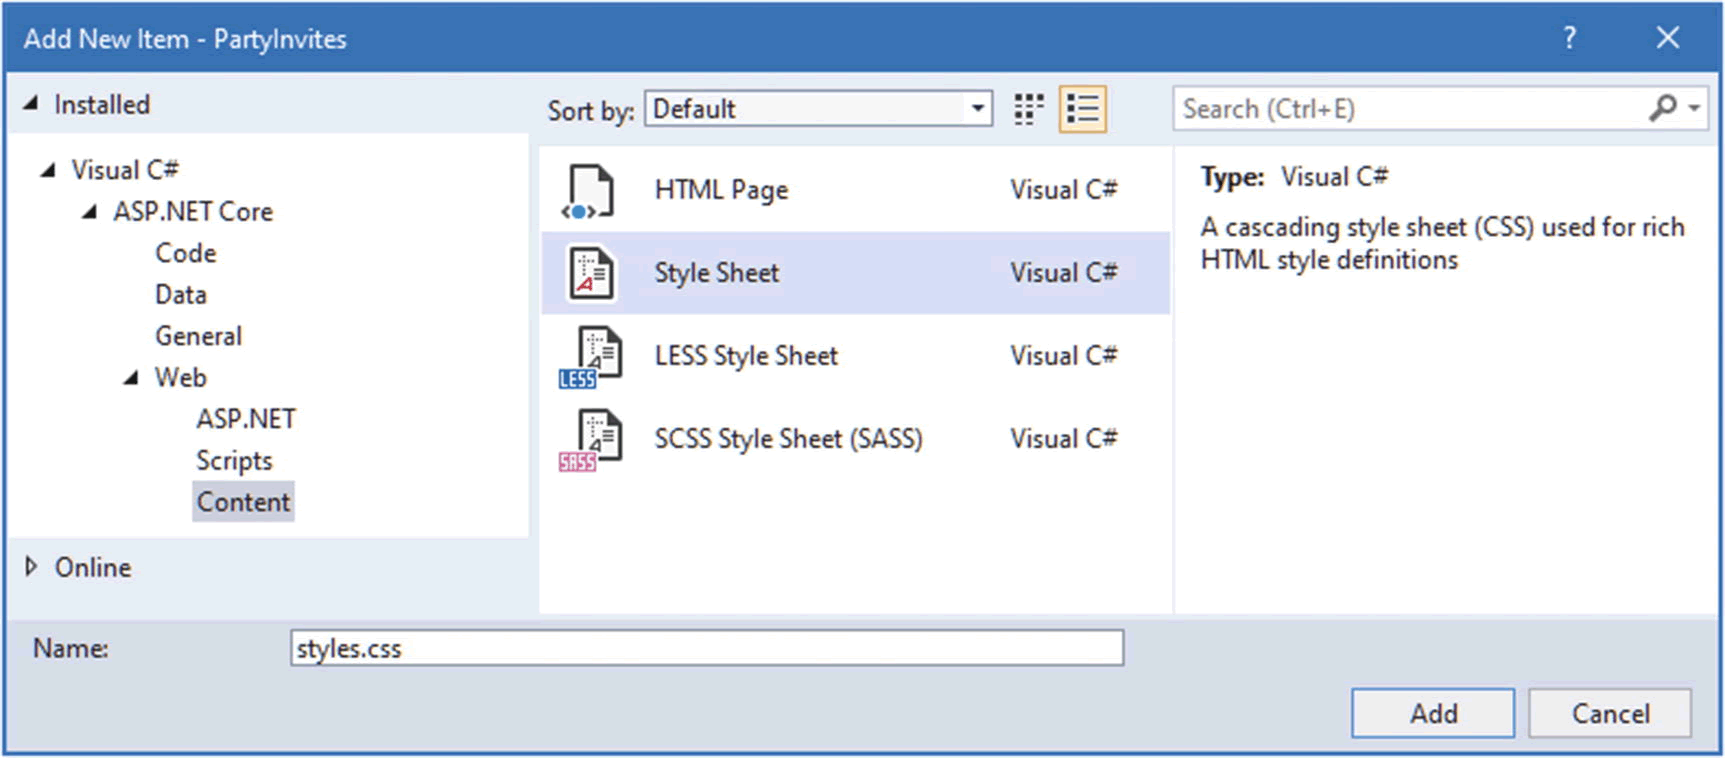 Add New Item - PartyInvites
?
Installed
Visual C#
ASP.NET Core
Code
Data
General
Web
ASP.NET
Scripts
Content
Online
Sort by: Default
Search (Ctrl+E)
HTML Page Visual C#
Style Sheet Visual C#
LESS
LESS Style Sheet Visual C#
SASS
SCSS Style Sheet (SASS) Visual C#
Type: Visual C#
A cascading style sheet (CSS) used for rich
HTML style definitions
Name: styles.css
Add Cancel